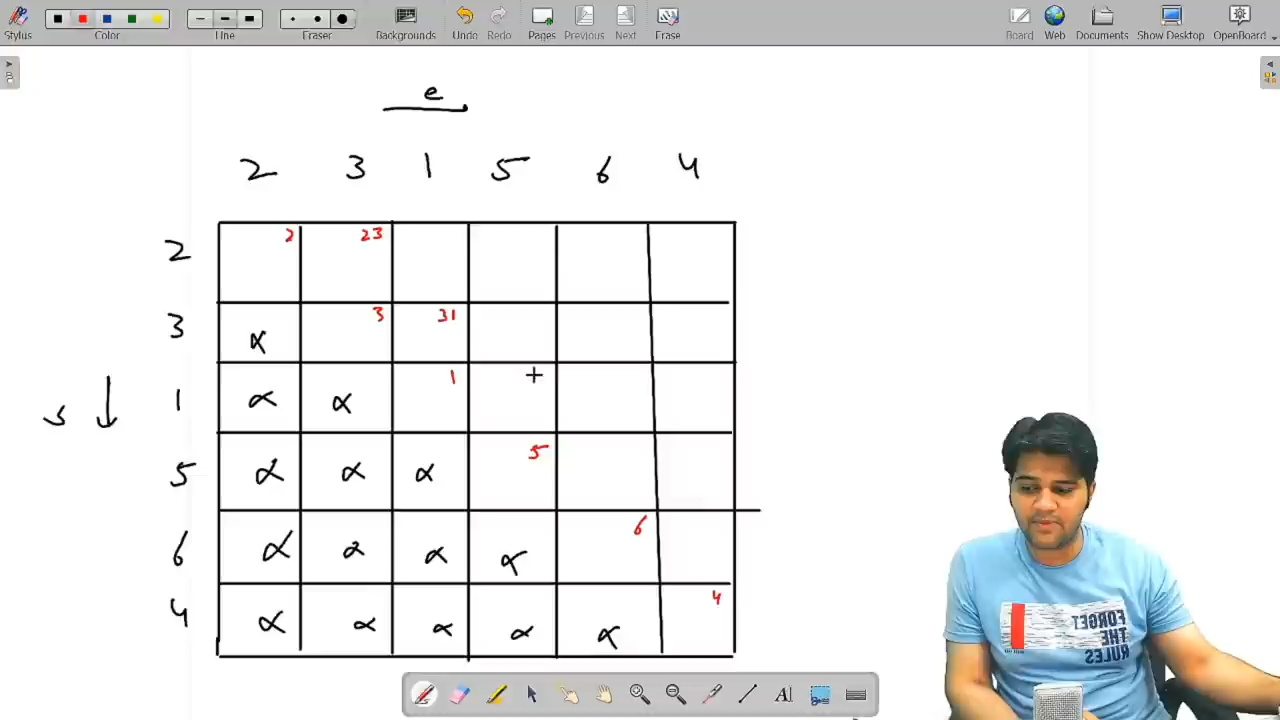 Stylus Color Line Eraser Backgrounds Undo Redo Pages Previous Next Erase Board Web Documents Show Desktop OpenBoard
e
2 3 1 5 6 4
2 2 23
3 α 3 31
s ↓ 1 α α 1
5 α α α 5
6 α α α α 6
4 α α α α α 4
FORGET
THE
RULES